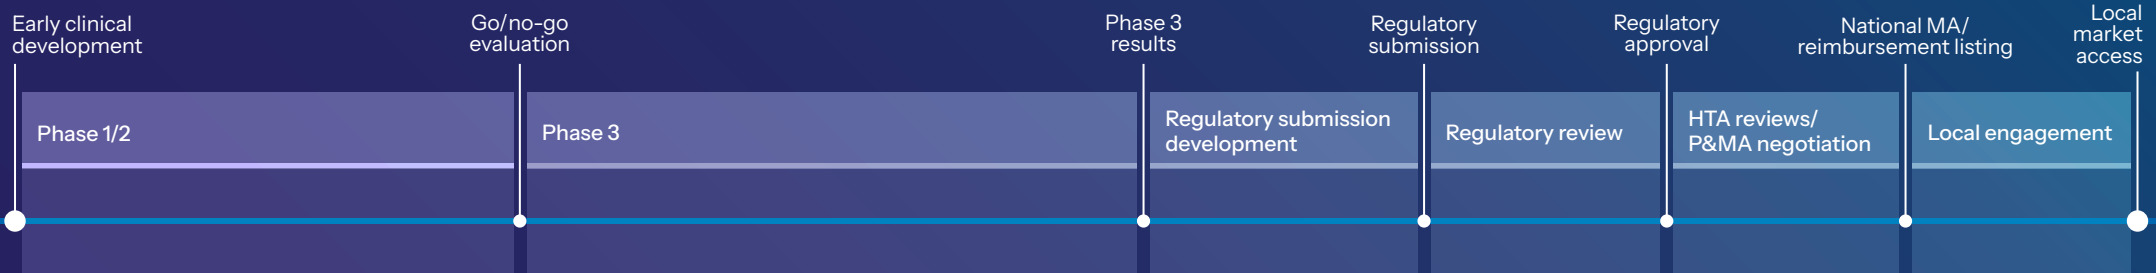 Early clinical
development
Go/no-go
evaluation
Phase 3
results
Regulatory
submission
Regulatory
approval
National MA/
reimbursement listing
Local
market
access
Phase 1/2
Phase 3
Regulatory submission
development
Regulatory review
HTA reviews/
P&MA negotiation
Local engagement